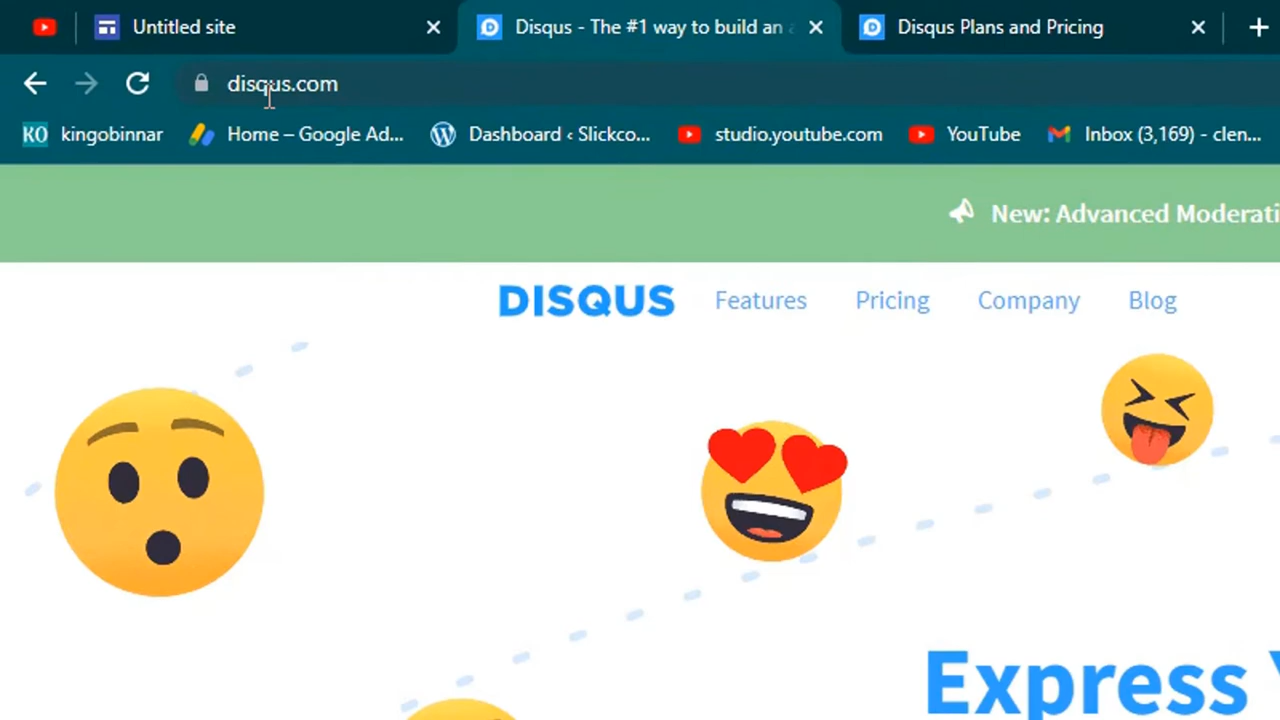 Untitled site
Disqus - The #1 way to build an
Disqus Plans and Pricing
disqus.com
KO kingobinnar
Home – Google Ad...
Dashboard ‹ Slickco...
studio.youtube.com
YouTube
Inbox (3,169) - clen...
New: Advanced Moderati
DISQUS
Features
Pricing
Company
Blog
Express